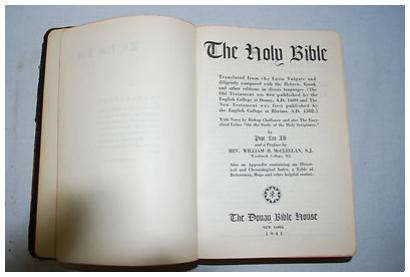 The Holy Bible
Translated from the Latin Vulgate and
diligently compared with the Hebrew, Greek
and other editions in divers languages (The
Old Testament was first published by the
English College at Douay, A.D. 1609 and The
New Testament was first published by
the English College at Rheims, A.D. 1582.)
With Notes by Bishop Challoner and also The Ency-
clical Letter "On the Study of the Holy Scriptures," by
Pope Leo XIII
and a Preface by
REV. WILLIAM H. McCLELLAN, S.J.
Woodstock College, Md.
Also an Appendix containing an Histor-
ical and Chronological Index, a Table of
References, Maps and other helpful matter.
The Douay Bible House
NEW YORK
1941